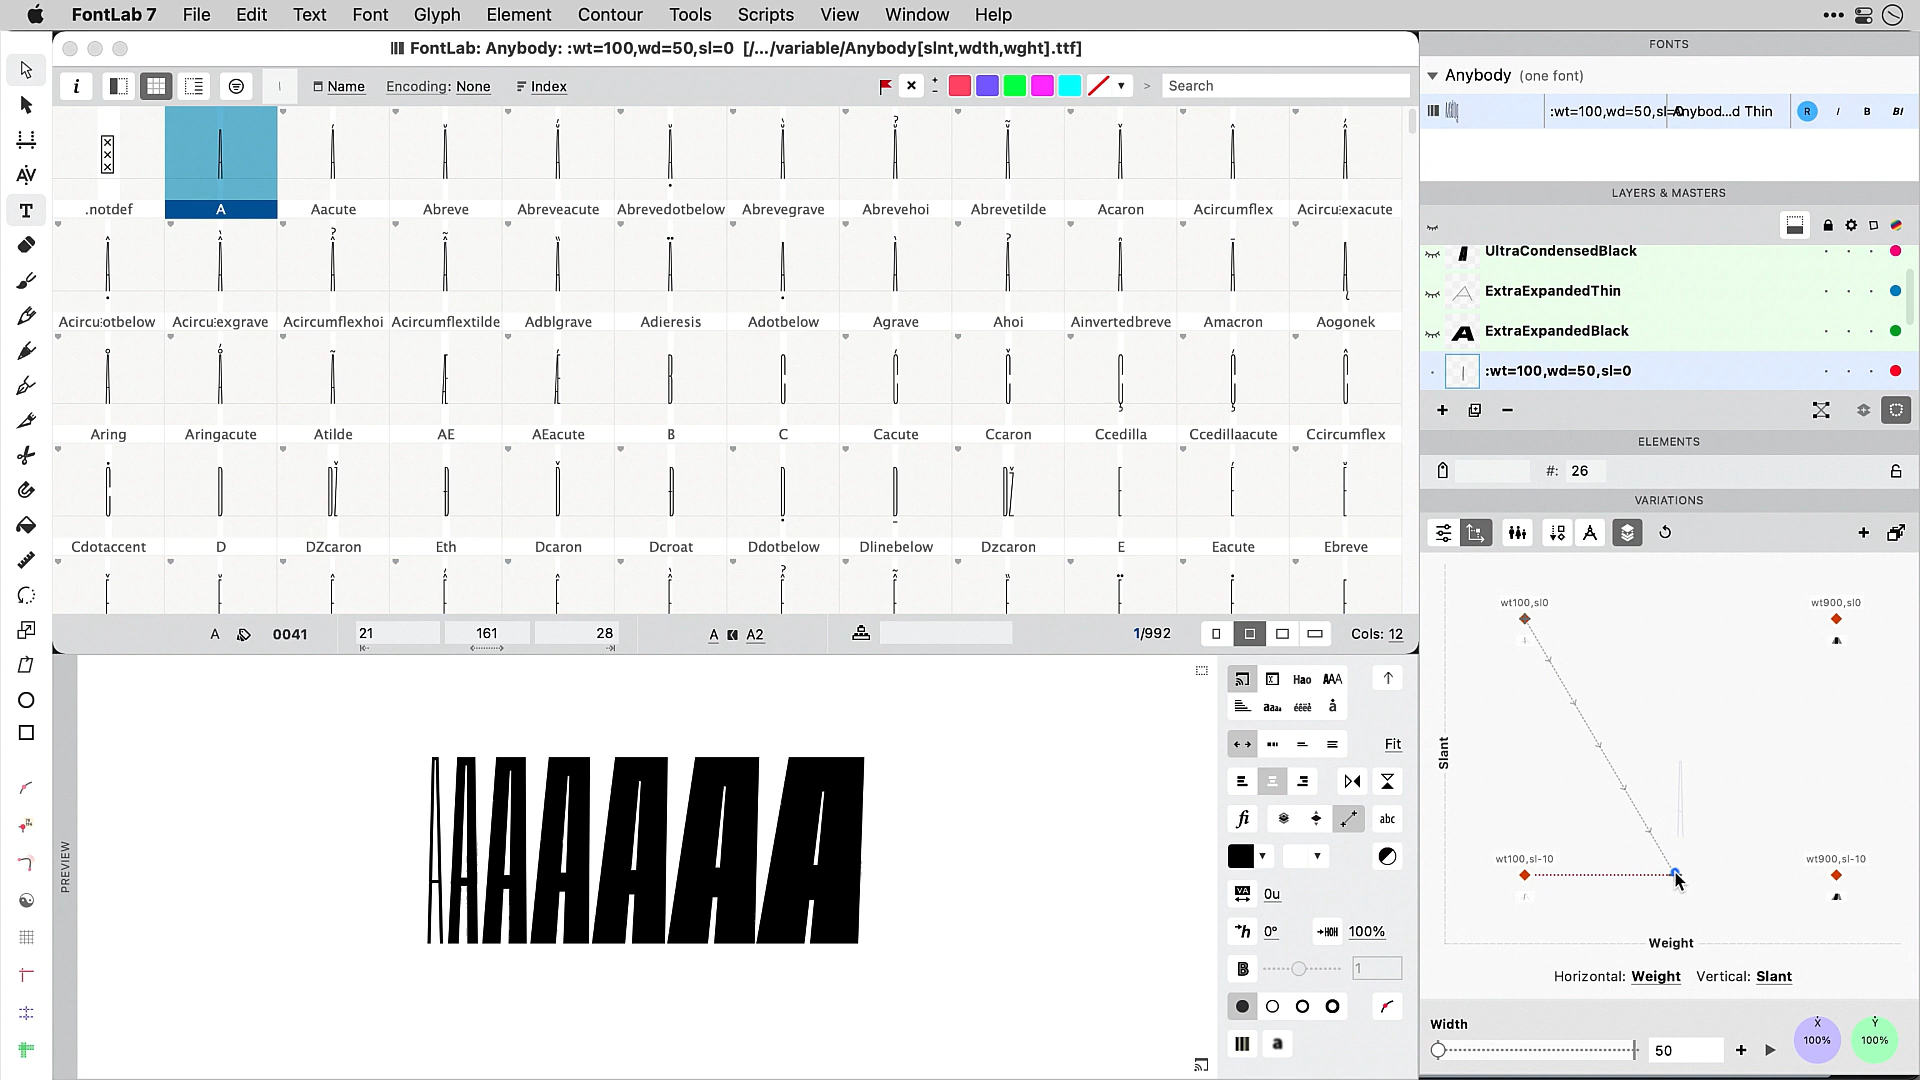 FontLab 7 File Edit Text Font Glyph Element Contour Tools Scripts View Window Help
FontLab: Anybody: :wt=100,wd=50,sl=0 [/.../variable/Anybody[slnt,wdth,wght].ttf]
i Name Encoding: None Index > Search
.notdef A Aacute Abreve Abreveacute Abrevedotbelow Abrevegrave Abrevehoi Abrevetilde Acaron Acircumflex
Adblgrave Adieresis Adotbelow Agrave Ahoi Ainvertedbreve Amacron Aogonek
Acircumflexhoi Acircumflextilde
Aring Aringacute Atilde AE AEacute B C Cacute Ccaron Ccedilla Ccedillaacute Ccircumflex
Cdotaccent D DZcaron Eth Dcaron Dcroat Ddotbelow Dlinebelow Dzcaron E Eacute Ebreve
A 0041 21 161 28 A A2 1/992 Cols: 12
PREVIEW
AAAAAAA
Hao AAA
aaa éëèê å
Fit
fi abc
VA 0u
h 0° HOH 100%
B 1
a
FONTS
Anybody (one font)
:wt=100,wd=50,sl=0 Anybod...d Thin R I B BI
LAYERS & MASTERS
UltraCondensedBlack
ExtraExpandedThin
ExtraExpandedBlack
:wt=100,wd=50,sl=0
ELEMENTS
#: 26
VARIATIONS
wt100,sl0 wt900,sl0
Slant
wt100,sl-10 wt900,sl-10
Weight
Horizontal: Weight Vertical: Slant
Width
50
X 100%
Y 100%